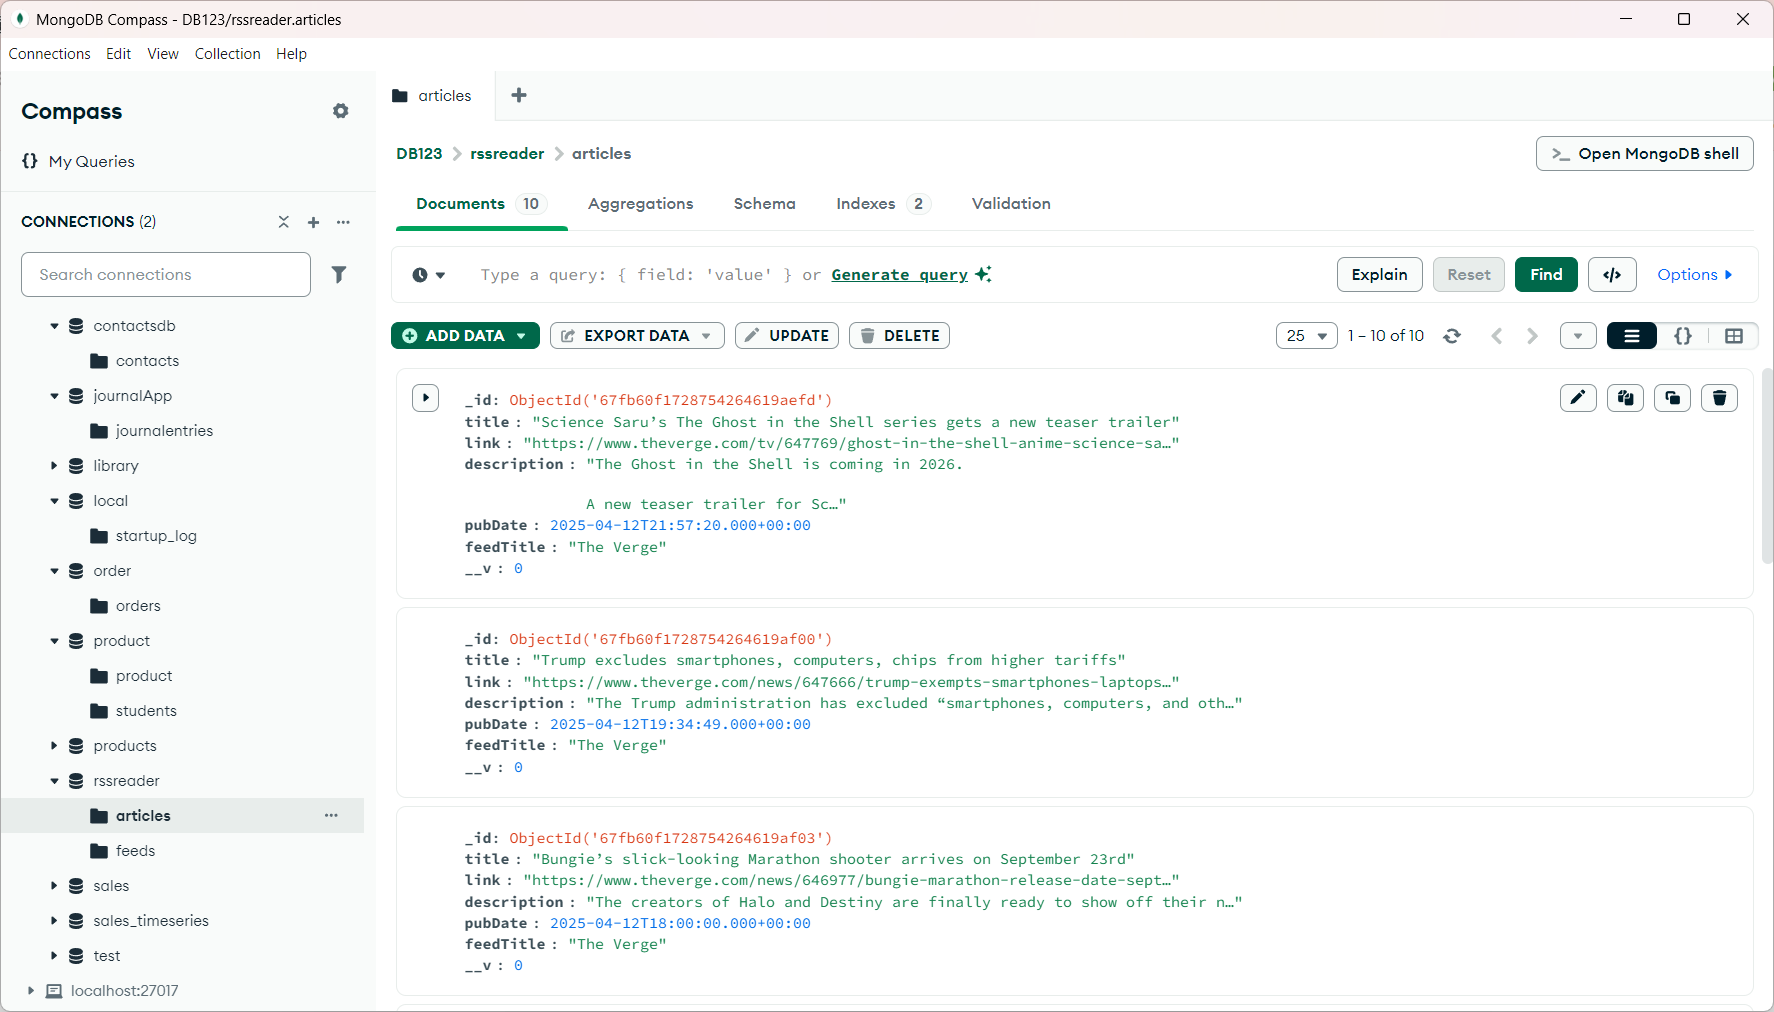 MongoDB Compass - DB123/rssreader.articles
Connections Edit View Collection Help
Compass
{} My Queries
CONNECTIONS (2)
Search connections
contactsdb
contacts
journalApp
journalentries
library
local
startup_log
order
orders
product
product
students
products
rssreader
articles
feeds
sales
sales_timeseries
test
localhost:27017
articles
DB123 > rssreader > articles
>_ Open MongoDB shell
Documents 10 Aggregations Schema Indexes 2 Validation
Type a query: { field: 'value' } or Generate query
Explain Reset Find </> Options
ADD DATA EXPORT DATA UPDATE DELETE
25 1 – 10 of 10 {}
_id: ObjectId('67fb60f1728754264619aefd')
title : "Science Saru’s The Ghost in the Shell series gets a new teaser trailer"
link : "https://www.theverge.com/tv/647769/ghost-in-the-shell-anime-science-sa…"
description : "The Ghost in the Shell is coming in 2026.
A new teaser trailer for Sc…"
pubDate : 2025-04-12T21:57:20.000+00:00
feedTitle : "The Verge"
__v : 0
_id: ObjectId('67fb60f1728754264619af00')
title : "Trump excludes smartphones, computers, chips from higher tariffs"
link : "https://www.theverge.com/news/647666/trump-exempts-smartphones-laptops…"
description : "The Trump administration has excluded “smartphones, computers, and oth…"
pubDate : 2025-04-12T19:34:49.000+00:00
feedTitle : "The Verge"
__v : 0
_id: ObjectId('67fb60f1728754264619af03')
title : "Bungie’s slick-looking Marathon shooter arrives on September 23rd"
link : "https://www.theverge.com/news/646977/bungie-marathon-release-date-sept…"
description : "The creators of Halo and Destiny are finally ready to show off their n…"
pubDate : 2025-04-12T18:00:00.000+00:00
feedTitle : "The Verge"
__v : 0